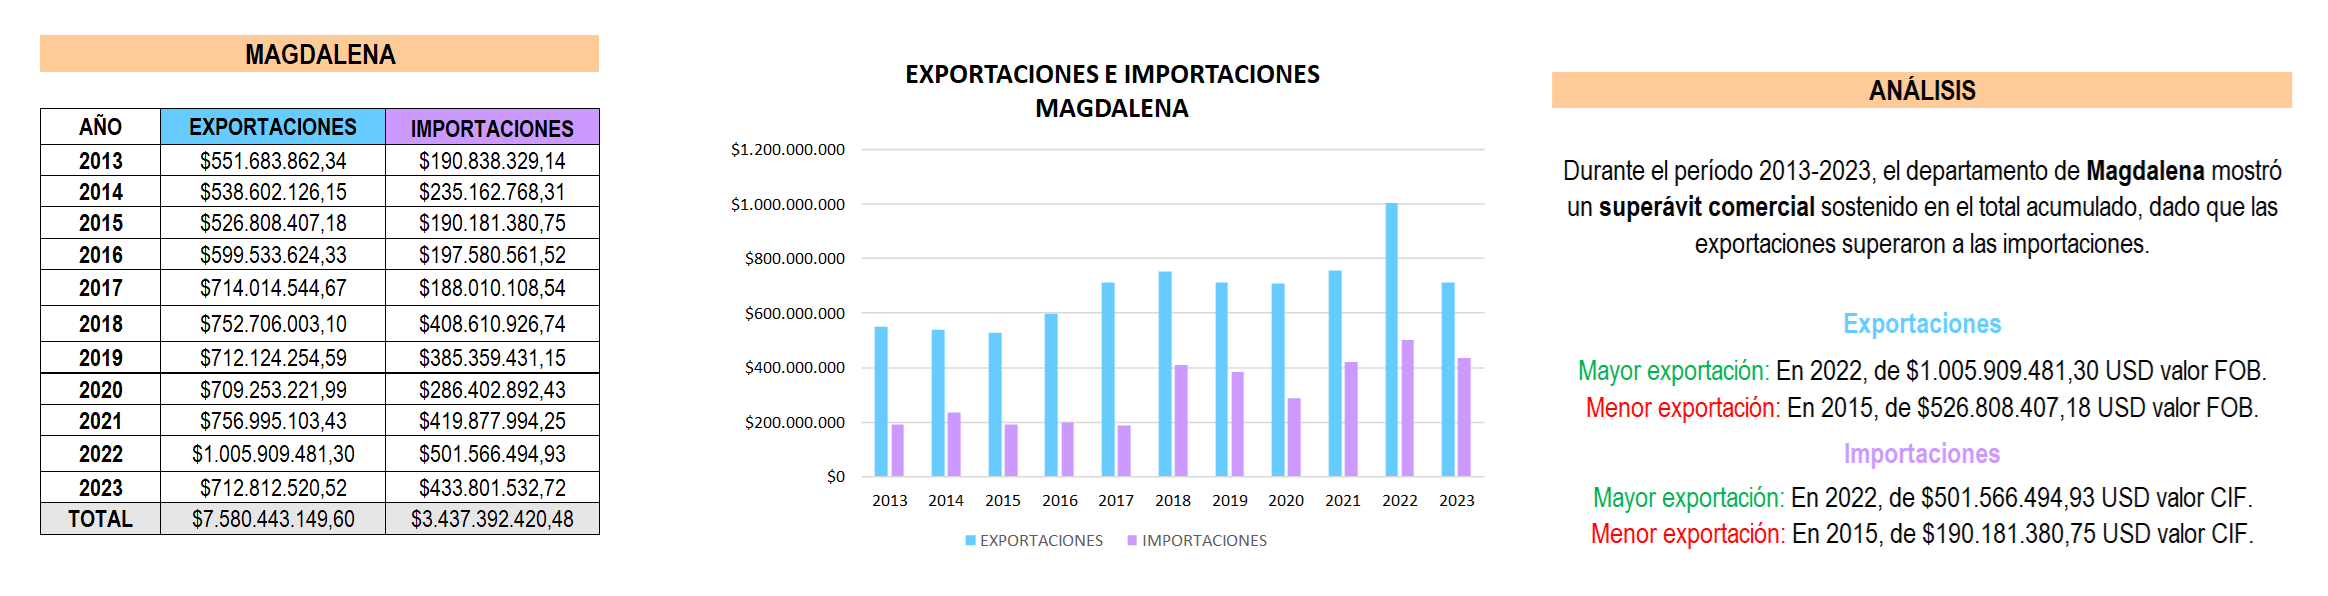 MAGDALENA
AÑO EXPORTACIONES IMPORTACIONES
2013 $551.683.862,34 $190.838.329,14
2014 $538.602.126,15 $235.162.768,31
2015 $526.808.407,18 $190.181.380,75
2016 $599.533.624,33 $197.580.561,52
2017 $714.014.544,67 $188.010.108,54
2018 $752.706.003,10 $408.610.926,74
2019 $712.124.254,59 $385.359.431,15
2020 $709.253.221,99 $286.402.892,43
2021 $756.995.103,43 $419.877.994,25
2022 $1.005.909.481,30 $501.566.494,93
2023 $712.812.520,52 $433.801.532,72
TOTAL $7.580.443.149,60 $3.437.392.420,48
EXPORTACIONES E IMPORTACIONES
MAGDALENA
$1.200.000.000
$1.000.000.000
$800.000.000
$600.000.000
$400.000.000
$200.000.000
$0
2013 2014 2015 2016 2017 2018 2019 2020 2021 2022 2023
EXPORTACIONES IMPORTACIONES
ANÁLISIS
Durante el período 2013-2023, el departamento de Magdalena mostró
un superávit comercial sostenido en el total acumulado, dado que las
exportaciones superaron a las importaciones.
Exportaciones
Mayor exportación: En 2022, de $1.005.909.481,30 USD valor FOB.
Menor exportación: En 2015, de $526.808.407,18 USD valor FOB.
Importaciones
Mayor exportación: En 2022, de $501.566.494,93 USD valor CIF.
Menor exportación: En 2015, de $190.181.380,75 USD valor CIF.